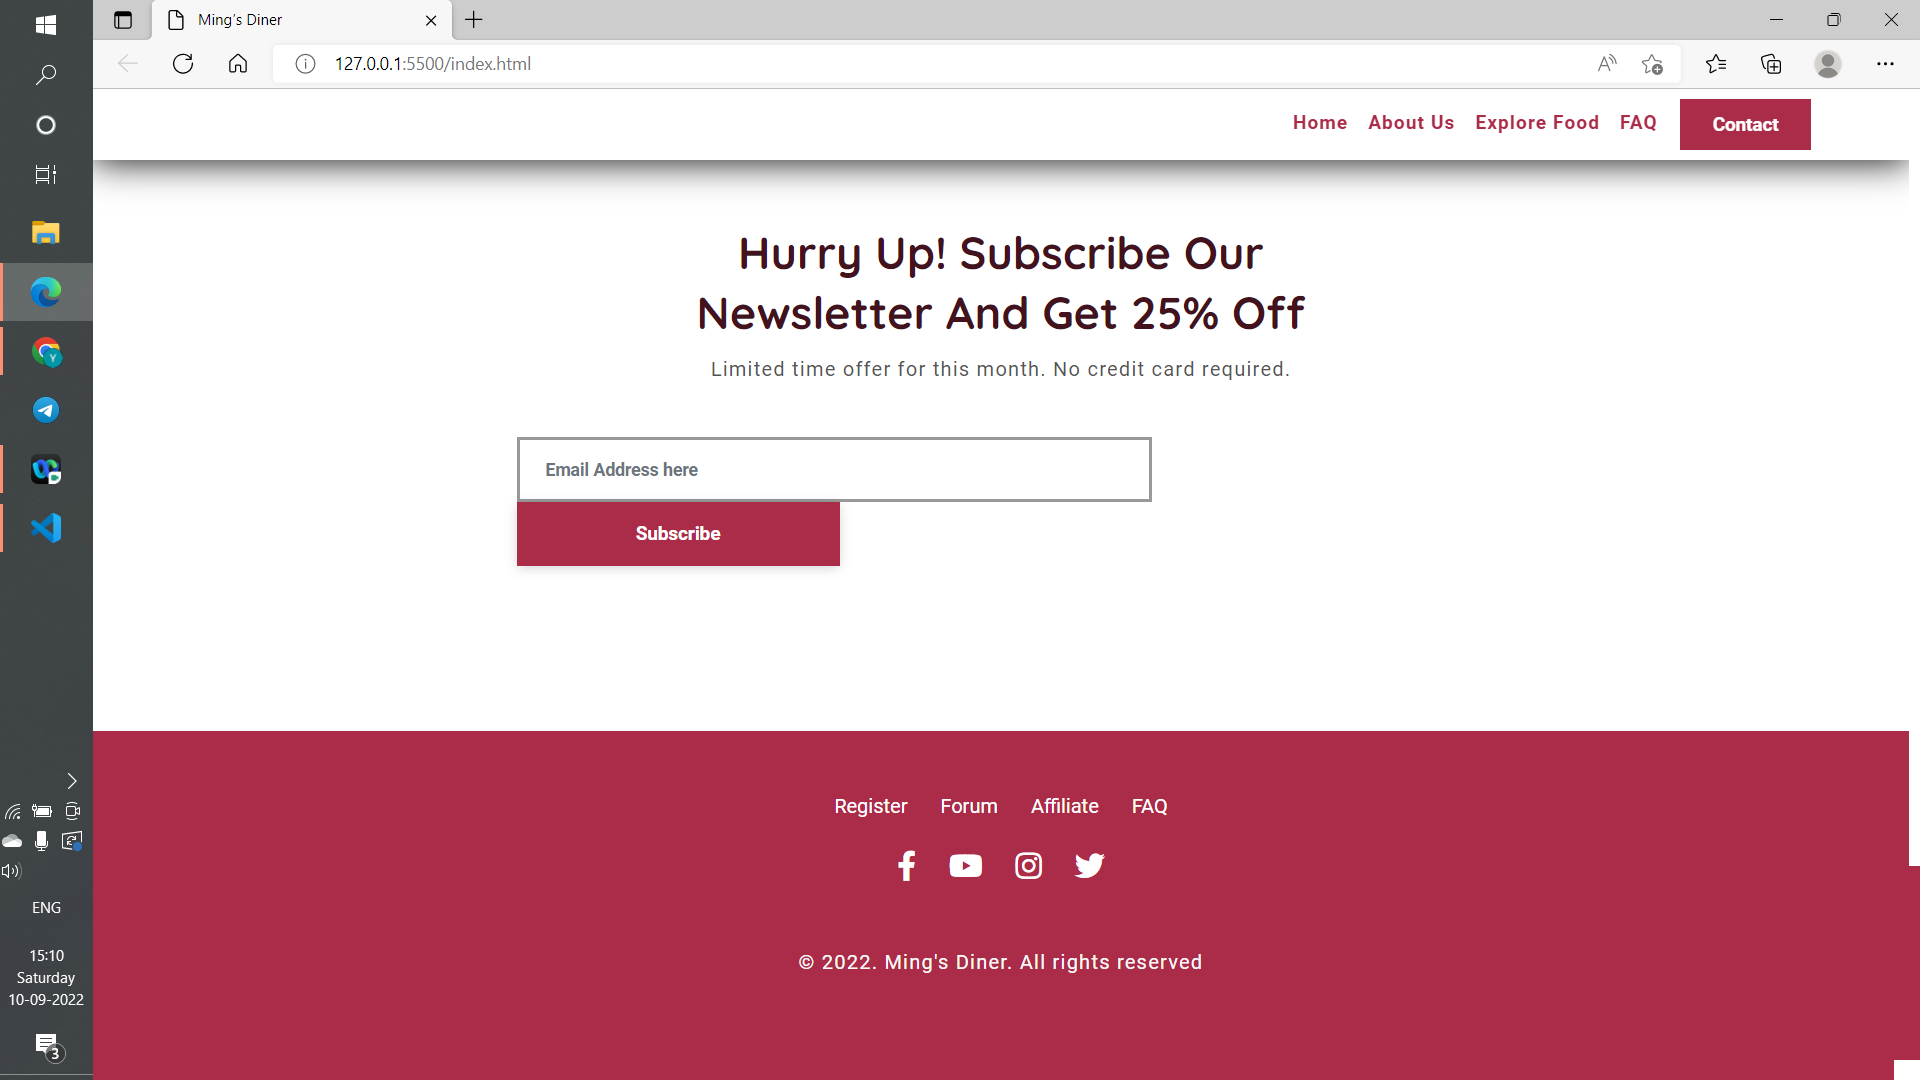 Ming's Diner
127.0.0.1:5500/index.html
Home About Us Explore Food FAQ Contact
Hurry Up! Subscribe Our
Newsletter And Get 25% Off
Limited time offer for this month. No credit card required.
Email Address here
Subscribe
Register Forum Affiliate FAQ
© 2022. Ming's Diner. All rights reserved
Y
ENG
15:10
Saturday
10-09-2022
3